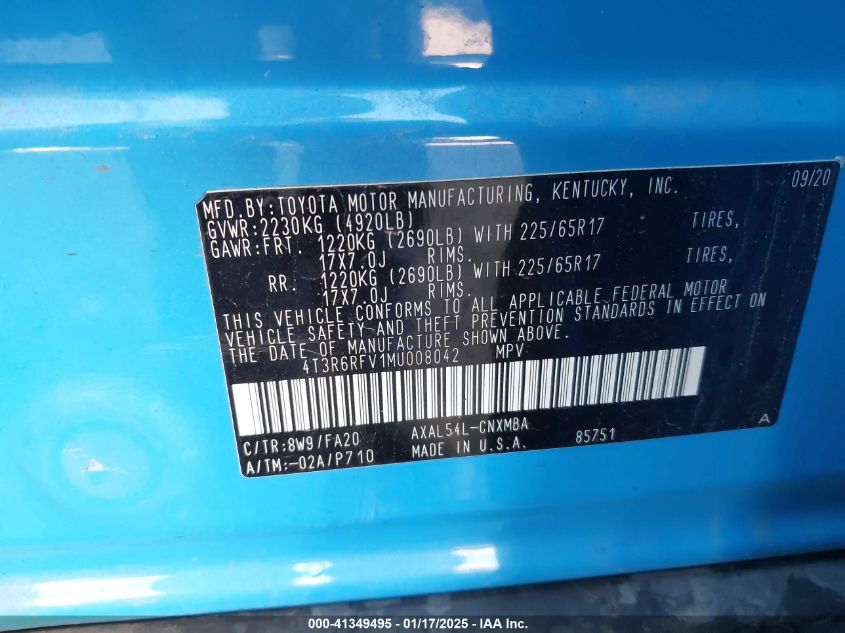 09/20
MFD. BY: TOYOTA MOTOR MANUFACTURING, KENTUCKY, INC.
GVWR: 2230KG (4920LB)
GAWR: FRT. 1220KG (2690LB) WITH 225/65R17 TIRES,
17X7.0J RIMS.
RR. 1220KG (2690LB) WITH 225/65R17 TIRES,
17X7.0J RIMS.
THIS VEHICLE CONFORMS TO ALL APPLICABLE FEDERAL MOTOR
VEHICLE SAFETY AND THEFT PREVENTION STANDARDS IN EFFECT ON
THE DATE OF MANUFACTURE SHOWN ABOVE.
4T3R6RFV1MU008042 MPV
C/TR: 8W9/FA20 AXAL54L-CNXMBA A
A/TM: -02A/P710 MADE IN U.S.A. 85751
000-41349495 - 01/17/2025 - IAA Inc.